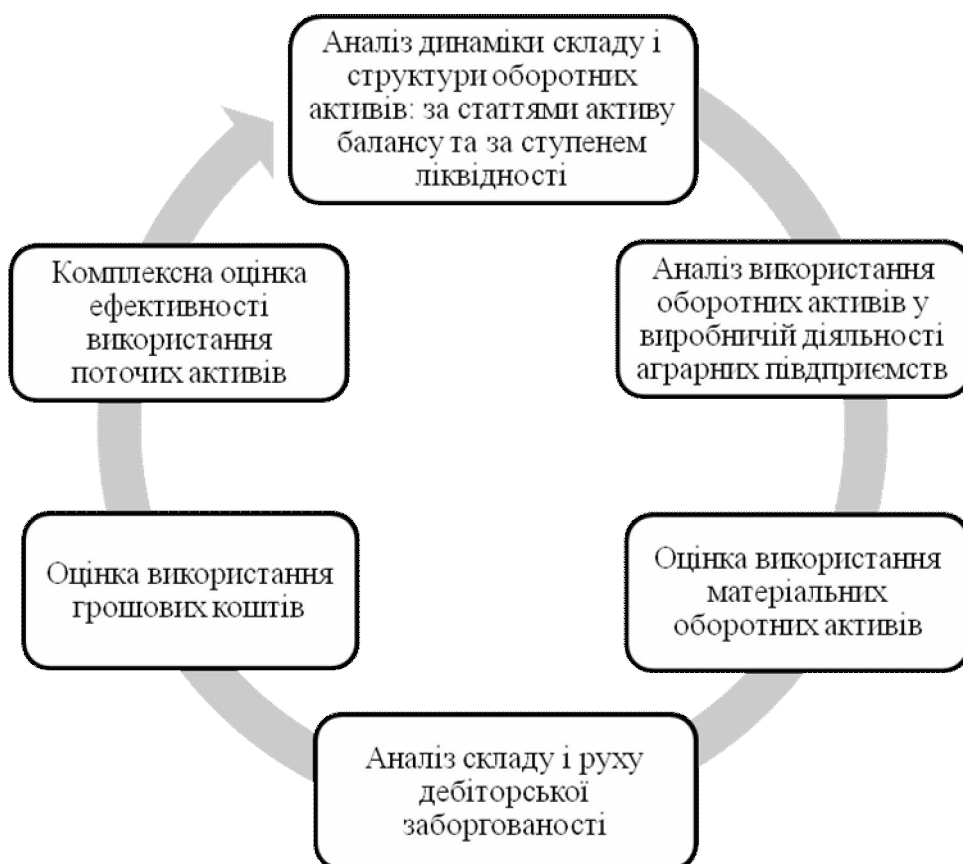 Аналіз динаміки складу і
структури оборотних
активів: за статтями активу
балансу та за ступенем
ліквідності
Аналіз використання
оборотних активів у
виробничій діяльності
аграрних півдприємств
Оцінка використання
матеріальних
оборотних активів
Аналіз складу і руху
дебіторської
заборгованості
Оцінка використання
грошових коштів
Комплексна оцінка
ефективності
використання
поточих активів